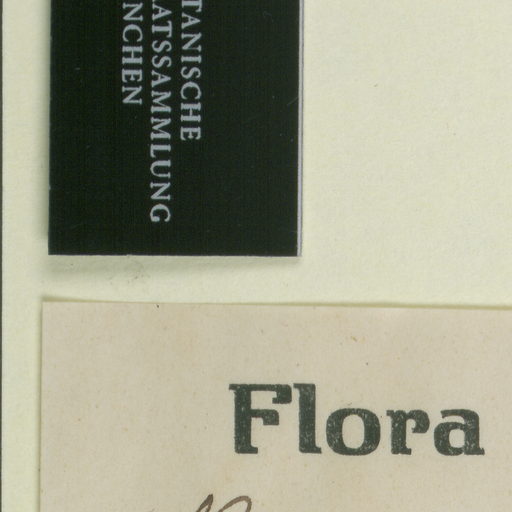 TANISCHE
ATSSAMMLUNG
NCHEN
Flora